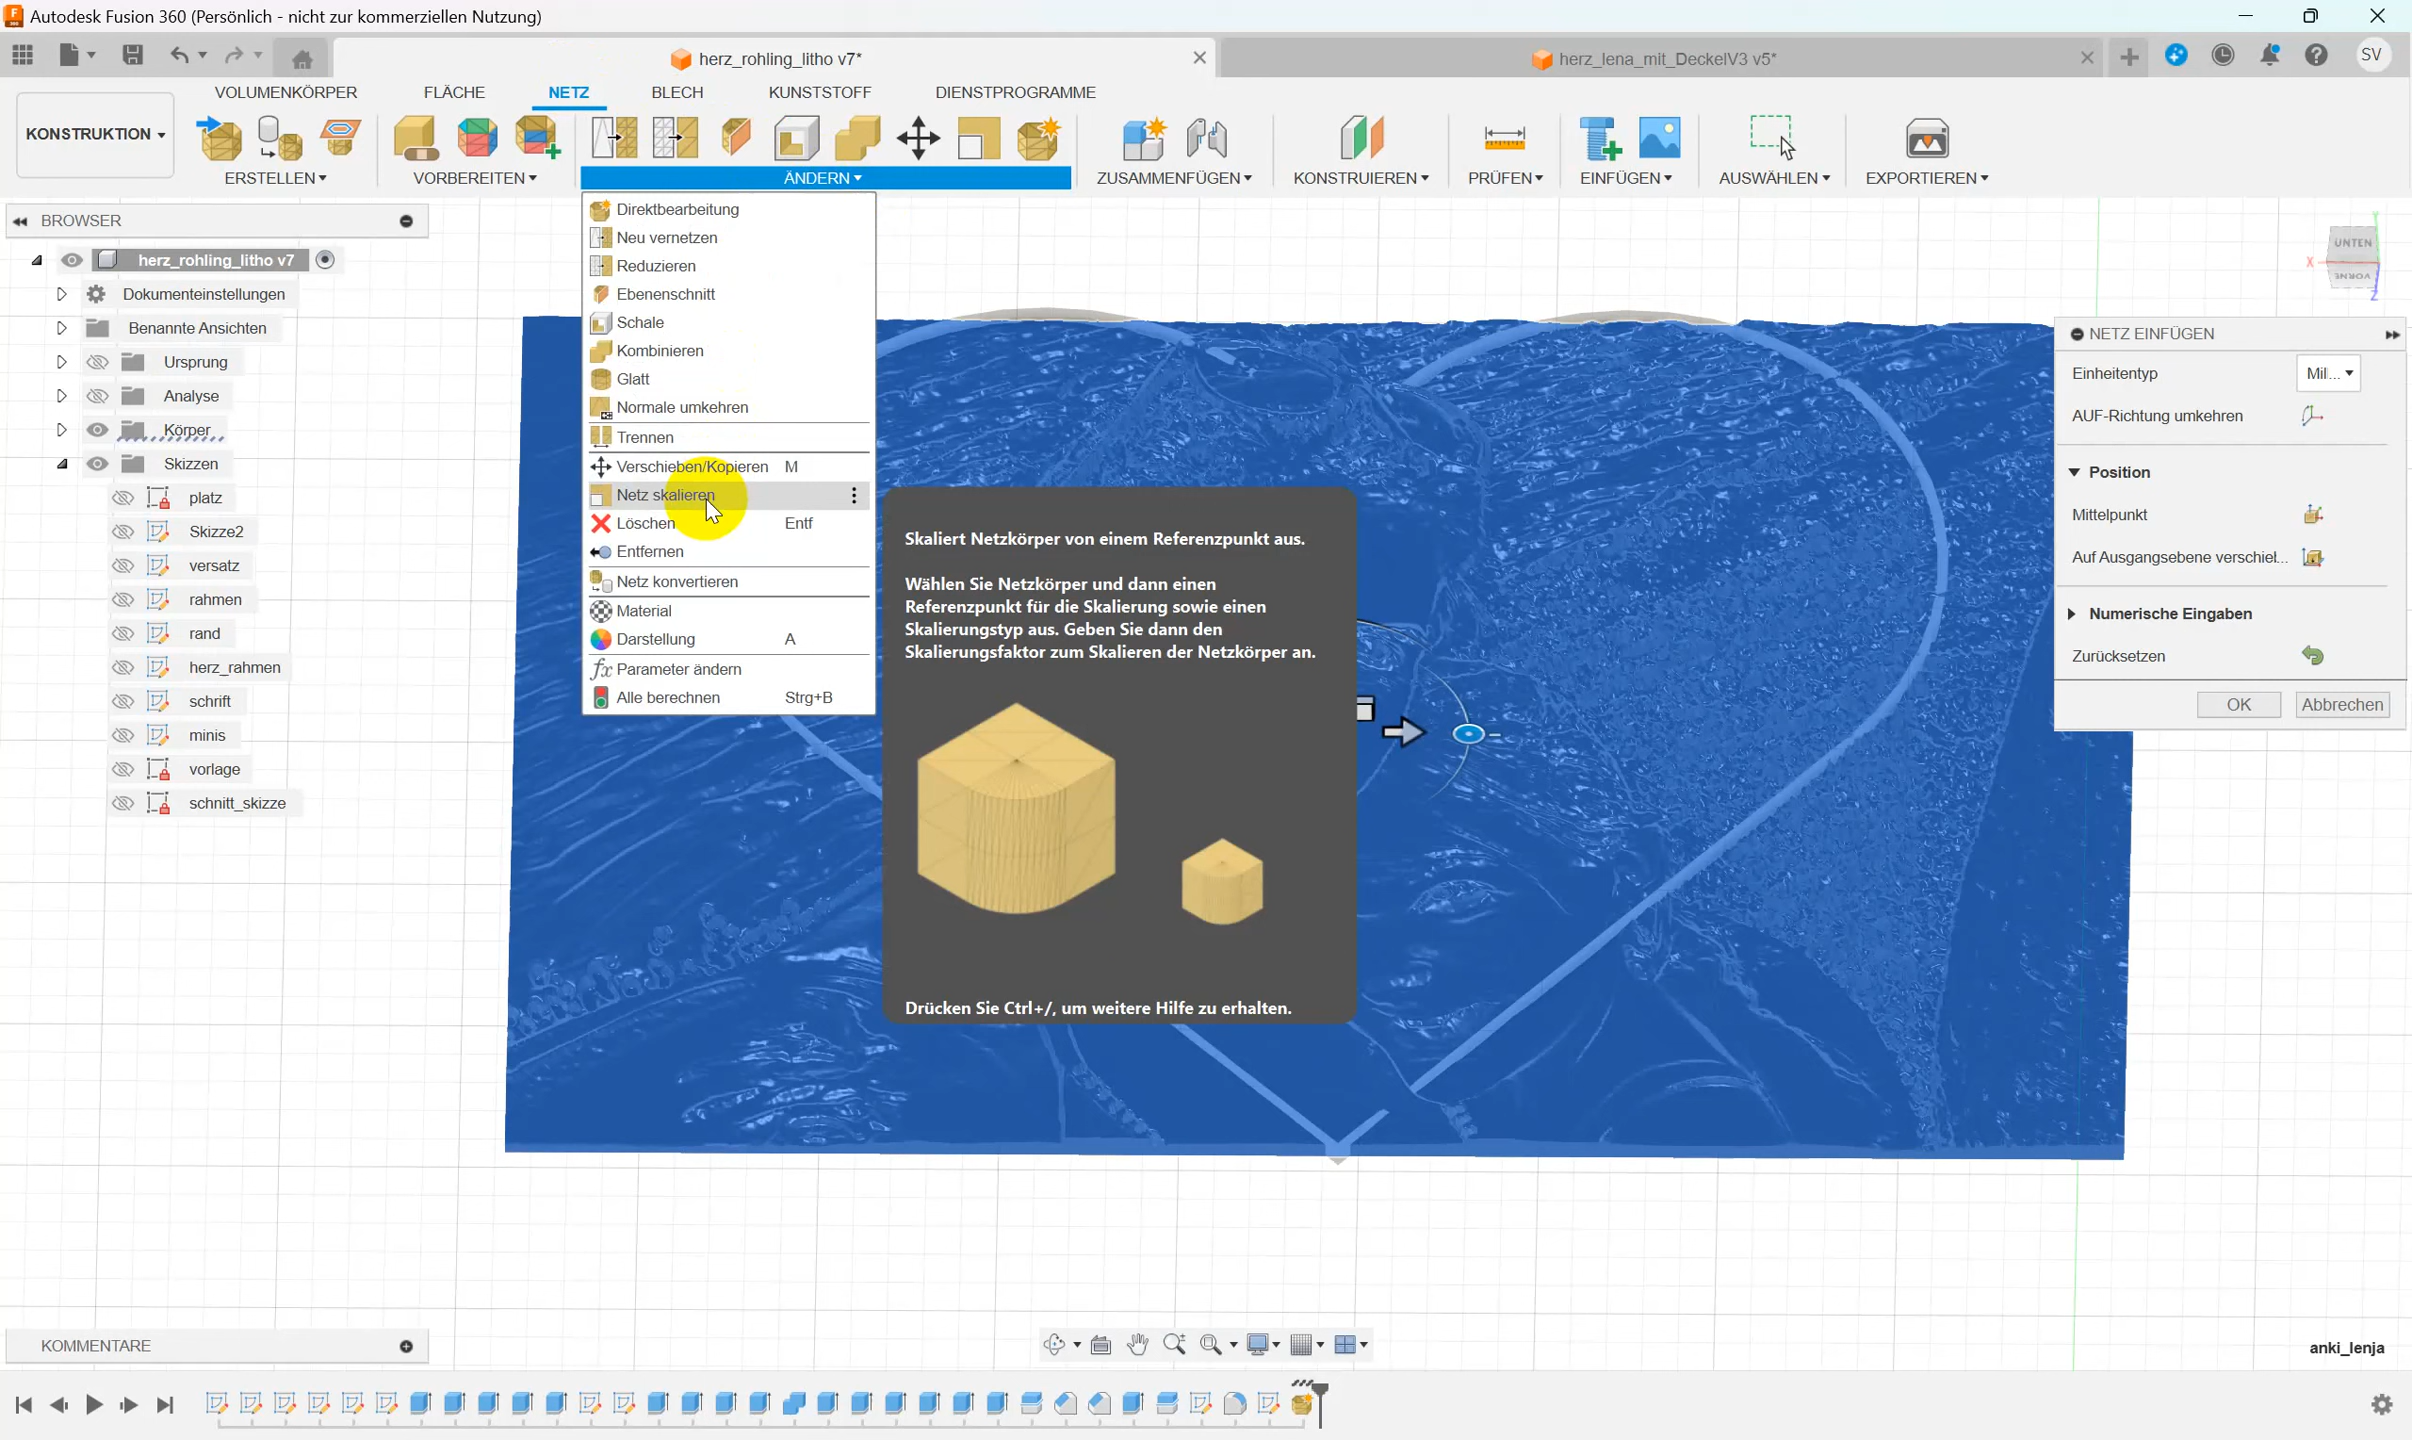 Autodesk Fusion 360 (Persönlich - nicht zur kommerziellen Nutzung)
herz_rohling_litho v7*
herz_lena_mit_DeckelV3 v5*
SV
VOLUMENKÖRPER
FLÄCHE
NETZ
BLECH
KUNSTSTOFF
DIENSTPROGRAMME
KONSTRUKTION
ERSTELLEN
VORBEREITEN
ÄNDERN
ZUSAMMENFÜGEN
KONSTRUIEREN
PRÜFEN
EINFÜGEN
AUSWÄHLEN
EXPORTIEREN
BROWSER
herz_rohling_litho v7
Dokumenteinstellungen
Benannte Ansichten
Ursprung
Analyse
Körper
Skizzen
platz
Skizze2
versatz
rahmen
rand
herz_rahmen
schrift
minis
vorlage
schnitt_skizze
Direktbearbeitung
Neu vernetzen
Reduzieren
Ebenenschnitt
Schale
Kombinieren
Glatt
Normale umkehren
Trennen
Verschieben/Kopieren M
Netz skalieren
Löschen Entf
Entfernen
Netz konvertieren
Material
Darstellung A
Parameter ändern
Alle berechnen Strg+B
Skaliert Netzkörper von einem Referenzpunkt aus.
Wählen Sie Netzkörper und dann einen
Referenzpunkt für die Skalierung sowie einen
Skalierungstyp aus. Geben Sie dann den
Skalierungsfaktor zum Skalieren der Netzkörper an.
Drücken Sie Ctrl+/, um weitere Hilfe zu erhalten.
UNTEN
VORNE
X
Y
Z
NETZ EINFÜGEN
Einheitentyp Mil...
AUF-Richtung umkehren
Position
Mittelpunkt
Auf Ausgangsebene verschiel...
Numerische Eingaben
Zurücksetzen
OK
Abbrechen
KOMMENTARE
anki_lenja